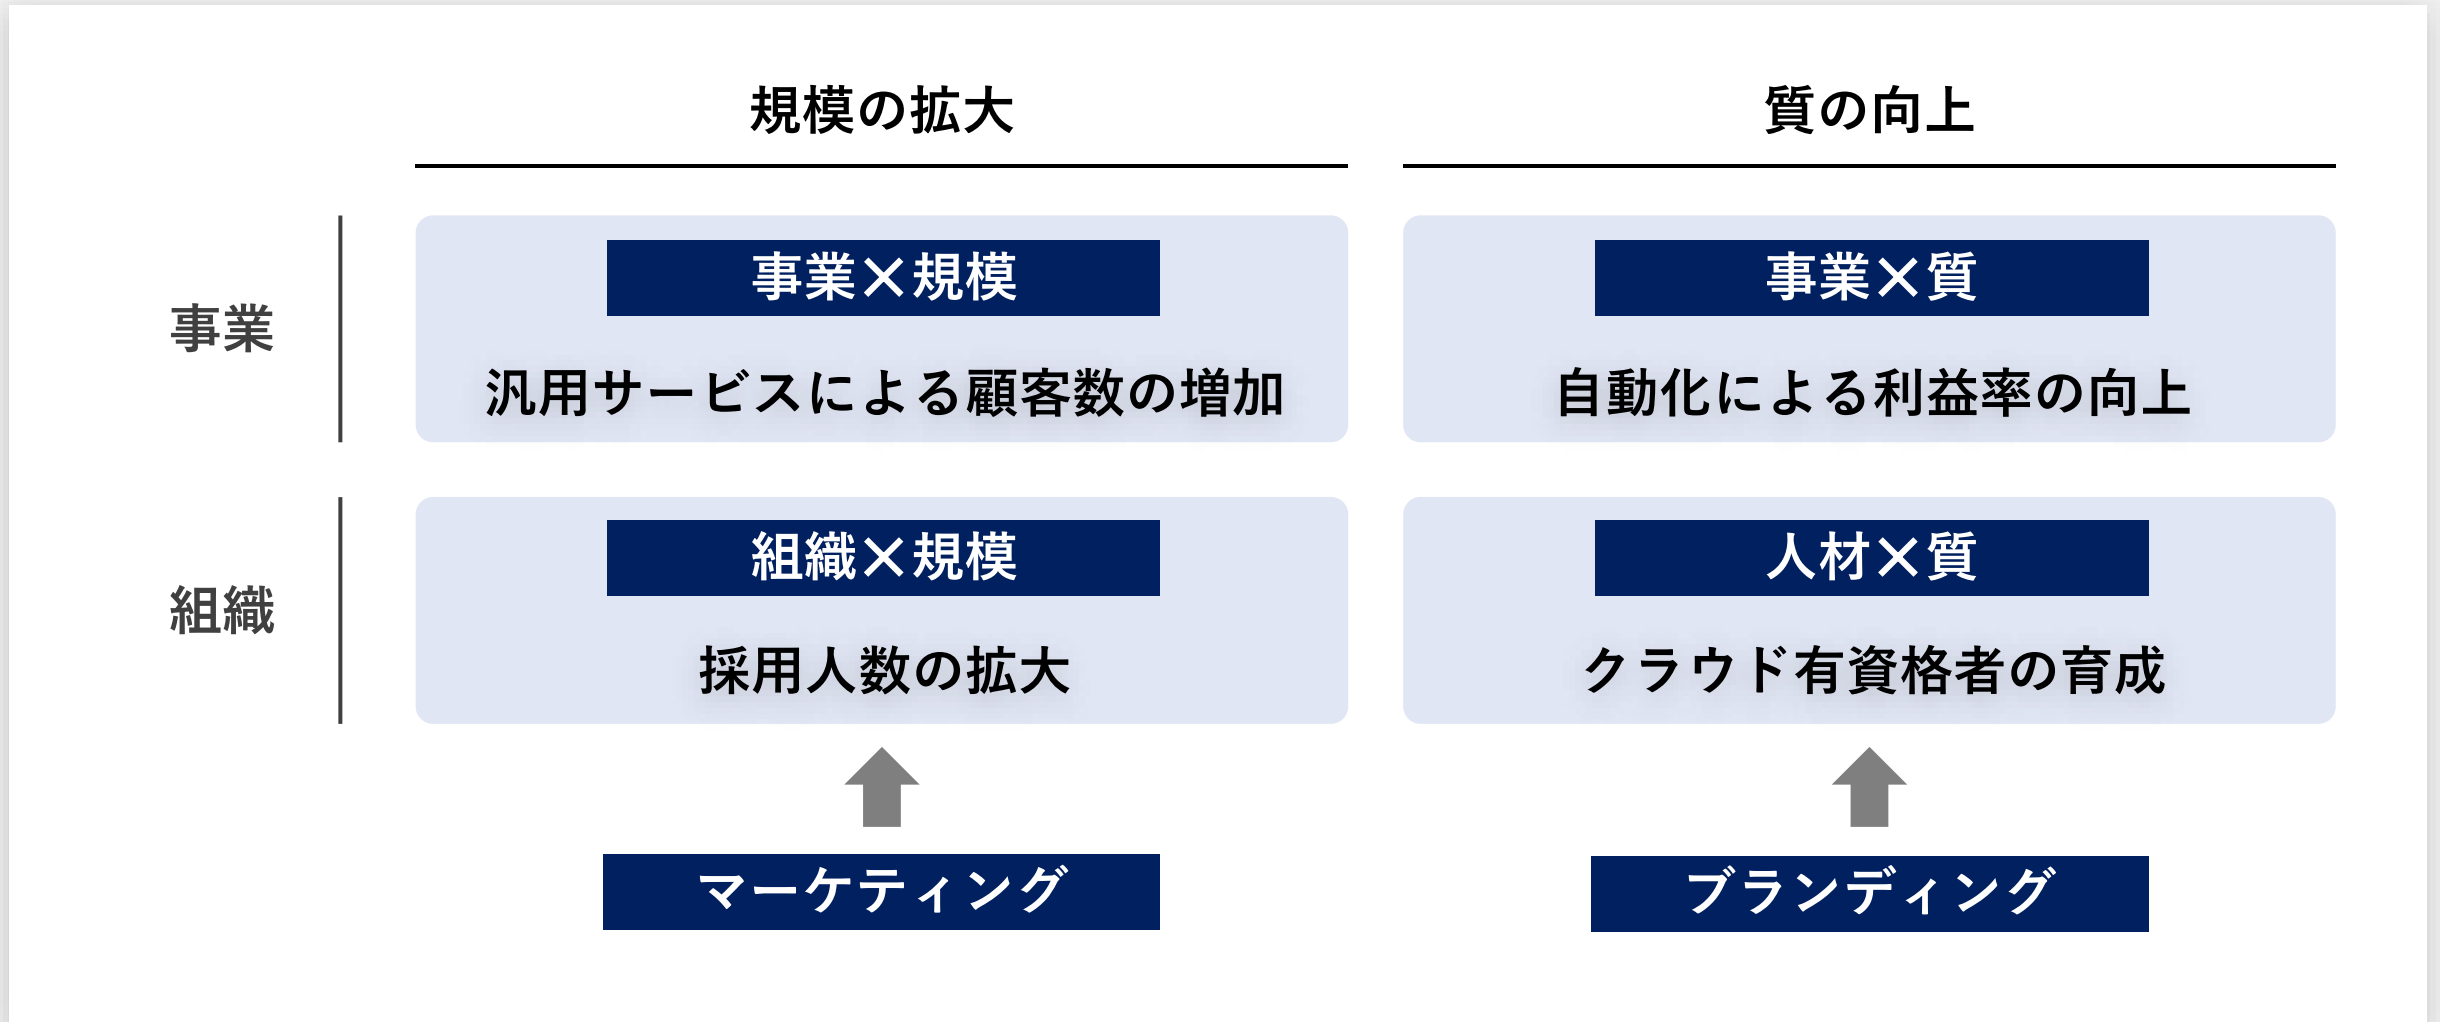 規模の拡大
質の向上
事業
事業×規模
汎用サービスによる顧客数の増加
事業×質
自動化による利益率の向上
組織
組織×規模
採用人数の拡大
人材×質
クラウド有資格者の育成
マーケティング
ブランディング